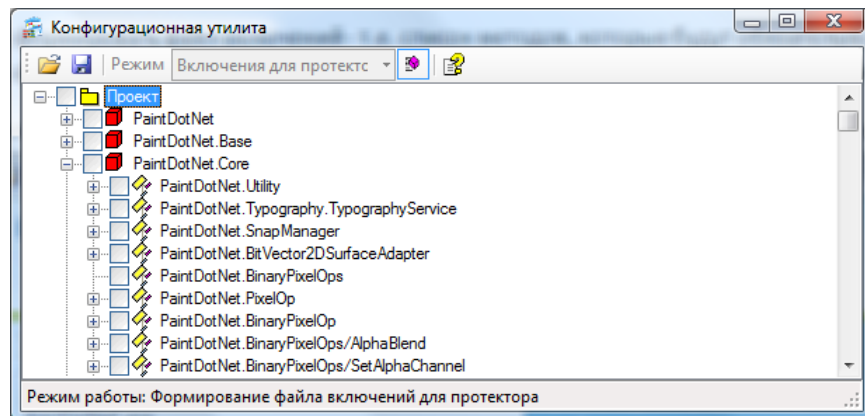 Конфигурационная утилита
Режим Включения для протектс
Проект
PaintDotNet
PaintDotNet.Base
PaintDotNet.Core
PaintDotNet.Utility
PaintDotNet.Typography.TypographyService
PaintDotNet.SnapManager
PaintDotNet.BitVector2DSurfaceAdapter
PaintDotNet.BinaryPixelOps
PaintDotNet.PixelOp
PaintDotNet.BinaryPixelOp
PaintDotNet.BinaryPixelOps/AlphaBlend
PaintDotNet.BinaryPixelOps/SetAlphaChannel
Режим работы: Формирование файла включений для протектора